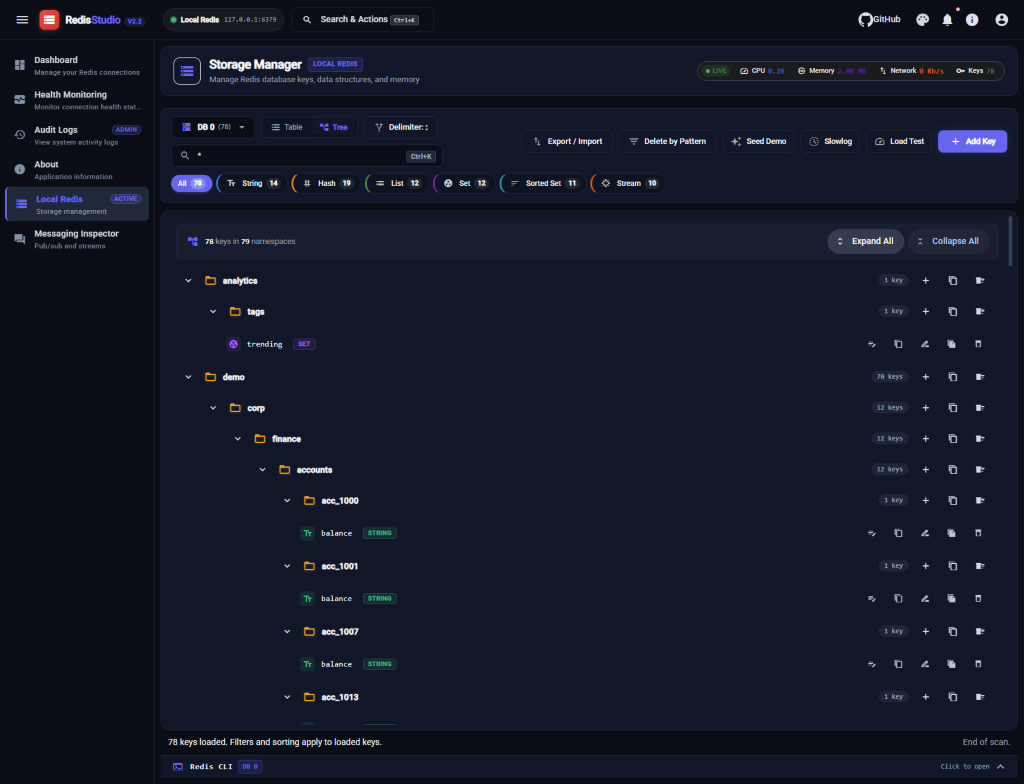 RedisStudio V2.2
Local Redis 127.0.0.1:6379
Search & Actions Ctrl+K
GitHub
Dashboard
Manage your Redis connections
Health Monitoring
Monitor connection health stat...
Audit Logs ADMIN
View system activity logs
About
Application information
Local Redis ACTIVE
Storage management
Messaging Inspector
Pub/sub and streams
Storage Manager LOCAL REDIS
Manage Redis database keys, data structures, and memory
LIVE CPU 0.2% Memory 2.00 MB Network 0 Kb/s Keys 78
DB 0 (78) Table Tree Delimiter: :
* Ctrl+K
Export / Import Delete by Pattern Seed Demo Slowlog Load Test Add Key
All 78 String 14 Hash 19 List 12 Set 12 Sorted Set 11 Stream 10
78 keys in 79 namespaces
Expand All Collapse All
analytics 1 key
tags 1 key
trending SET
demo 70 keys
corp 12 keys
finance 12 keys
accounts 12 keys
acc_1000 1 key
balance STRING
acc_1001 1 key
balance STRING
acc_1007 1 key
balance STRING
acc_1013 1 key
78 keys loaded. Filters and sorting apply to loaded keys.
End of scan.
Redis CLI DB 0
Click to open